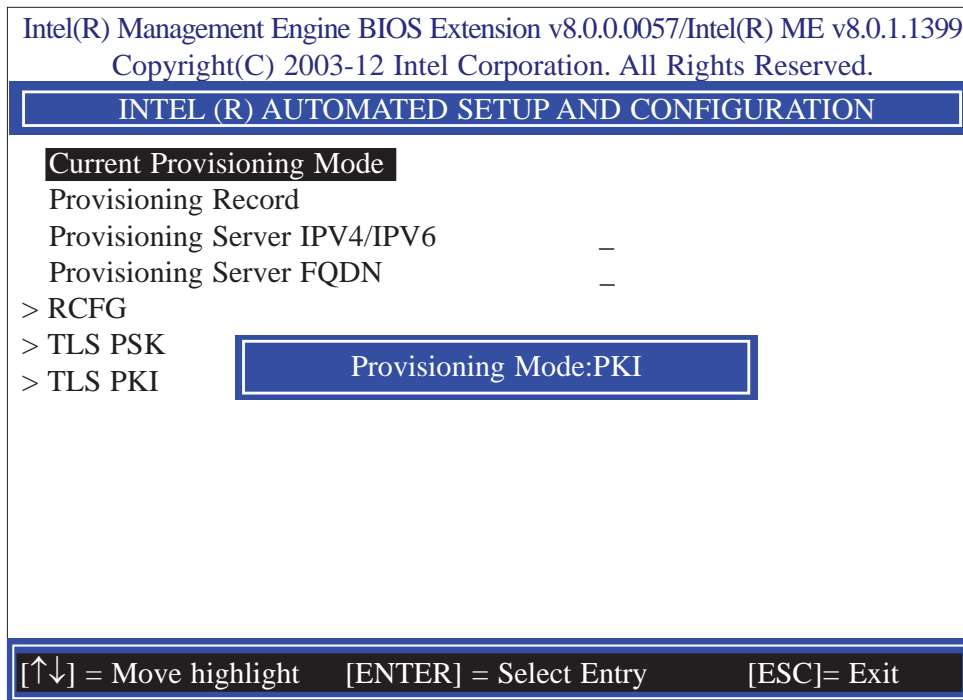 Intel(R) Management Engine BIOS Extension v8.0.0.0057/Intel(R) ME v8.0.1.1399
Copyright(C) 2003-12 Intel Corporation. All Rights Reserved.
INTEL (R) AUTOMATED SETUP AND CONFIGURATION
Current Provisioning Mode
Provisioning Record
Provisioning Server IPV4/IPV6 _
Provisioning Server FQDN _
> RCFG
> TLS PSK
> TLS PKI
Provisioning Mode:PKI
[↑↓] = Move highlight [ENTER] = Select Entry [ESC]= Exit